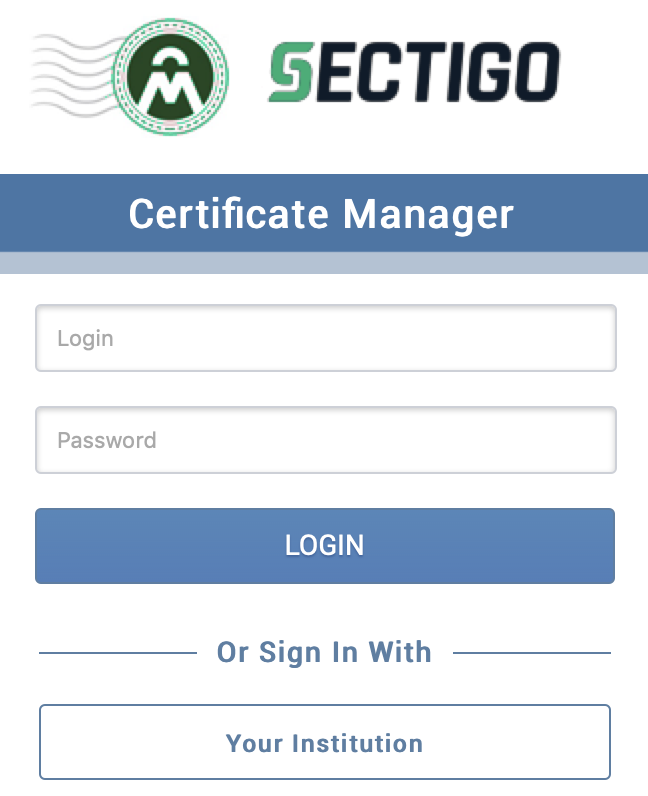 SECTIGO
Certificate Manager
Login
Password
LOGIN
Or Sign In With
Your Institution